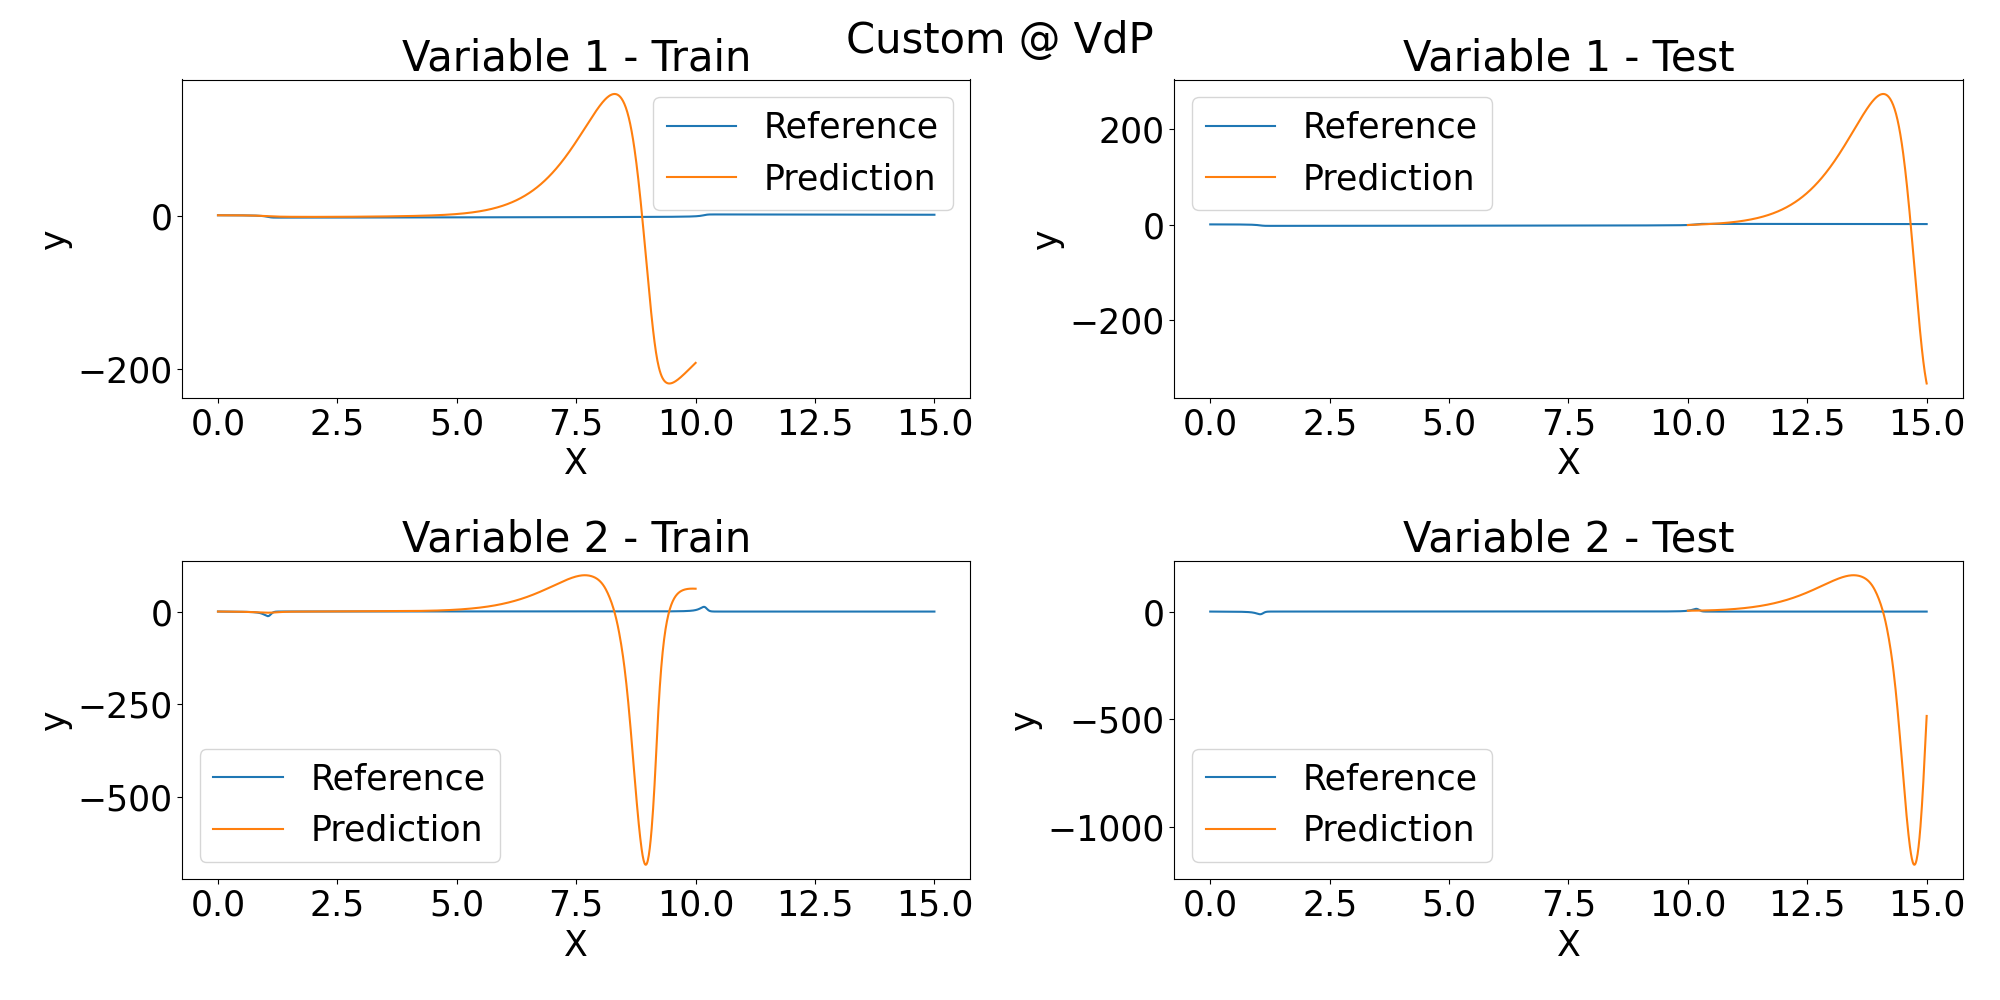 Custom @ VdP
Variable 1 - Train
Reference
Prediction
0
−200
y
0.0 2.5 5.0 7.5 10.0 12.5 15.0
X
Variable 1 - Test
Reference
Prediction
200
0
−200
y
0.0 2.5 5.0 7.5 10.0 12.5 15.0
X
Variable 2 - Train
0
−250
−500
y
Reference
Prediction
0.0 2.5 5.0 7.5 10.0 12.5 15.0
X
Variable 2 - Test
0
−500
−1000
y
Reference
Prediction
0.0 2.5 5.0 7.5 10.0 12.5 15.0
X